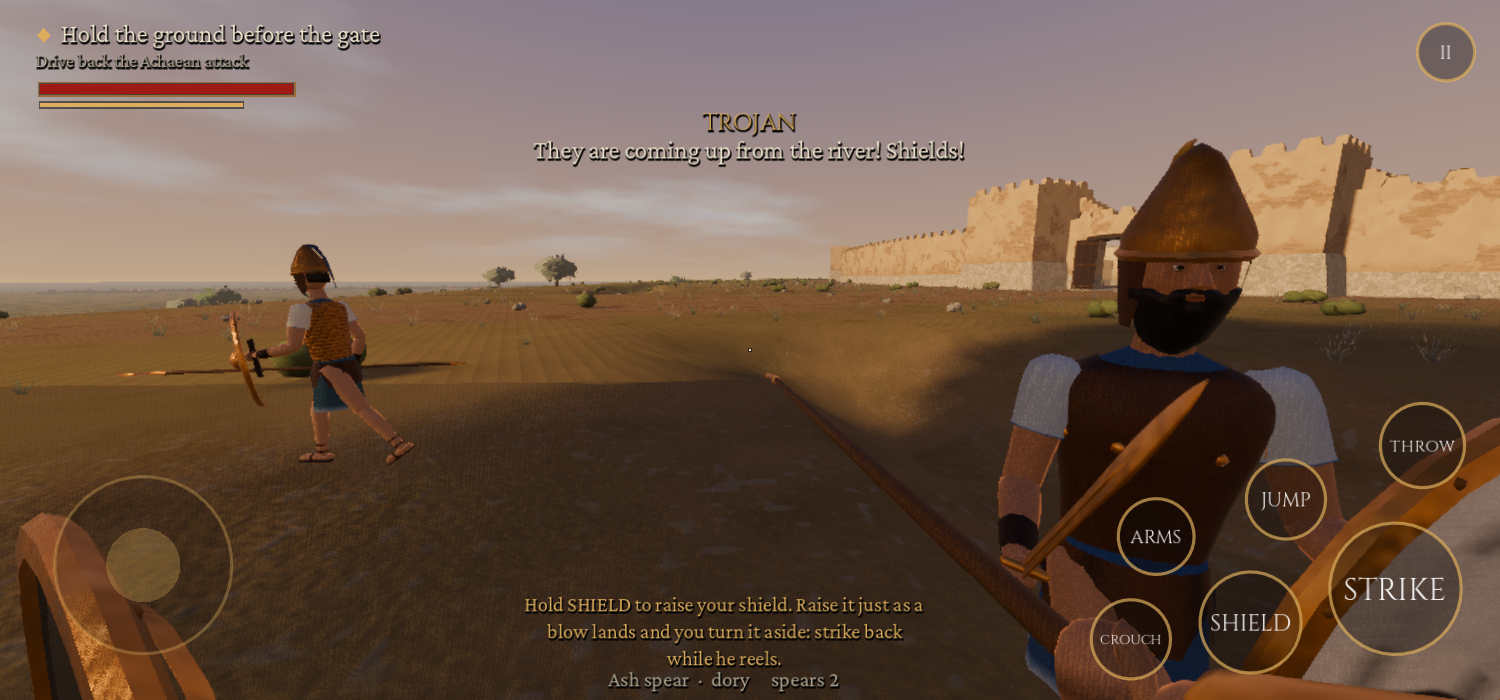 Hold the ground before the gate
Drive back the Achaean attack
II
TROJAN
They are coming up from the river! Shields!
THROW
JUMP
ARMS
STRIKE
SHIELD
CROUCH
Hold SHIELD to raise your shield. Raise it just as a
blow lands and you turn it aside: strike back
while he reels.
Ash spear · dory spears 2